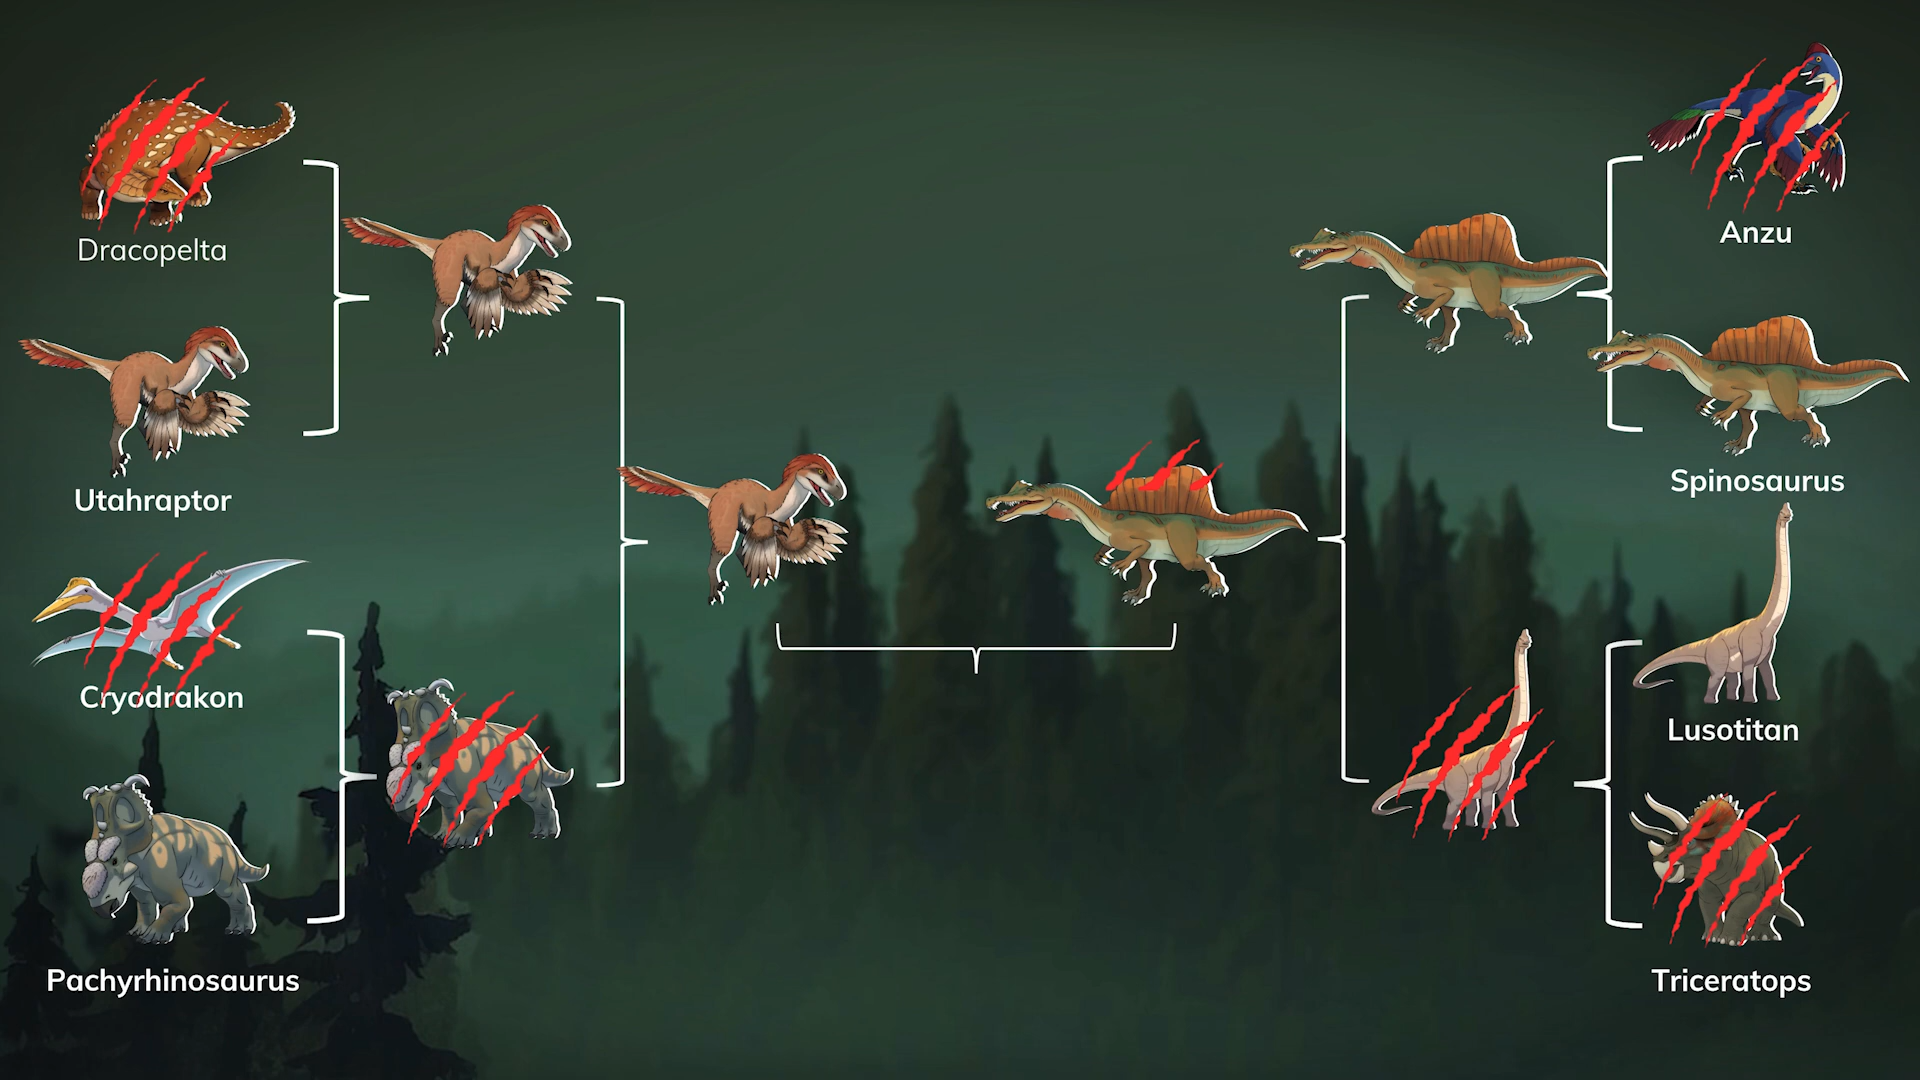 Dracopelta
Utahraptor
Cryodrakon
Pachyrhinosaurus
Anzu
Spinosaurus
Lusotitan
Triceratops